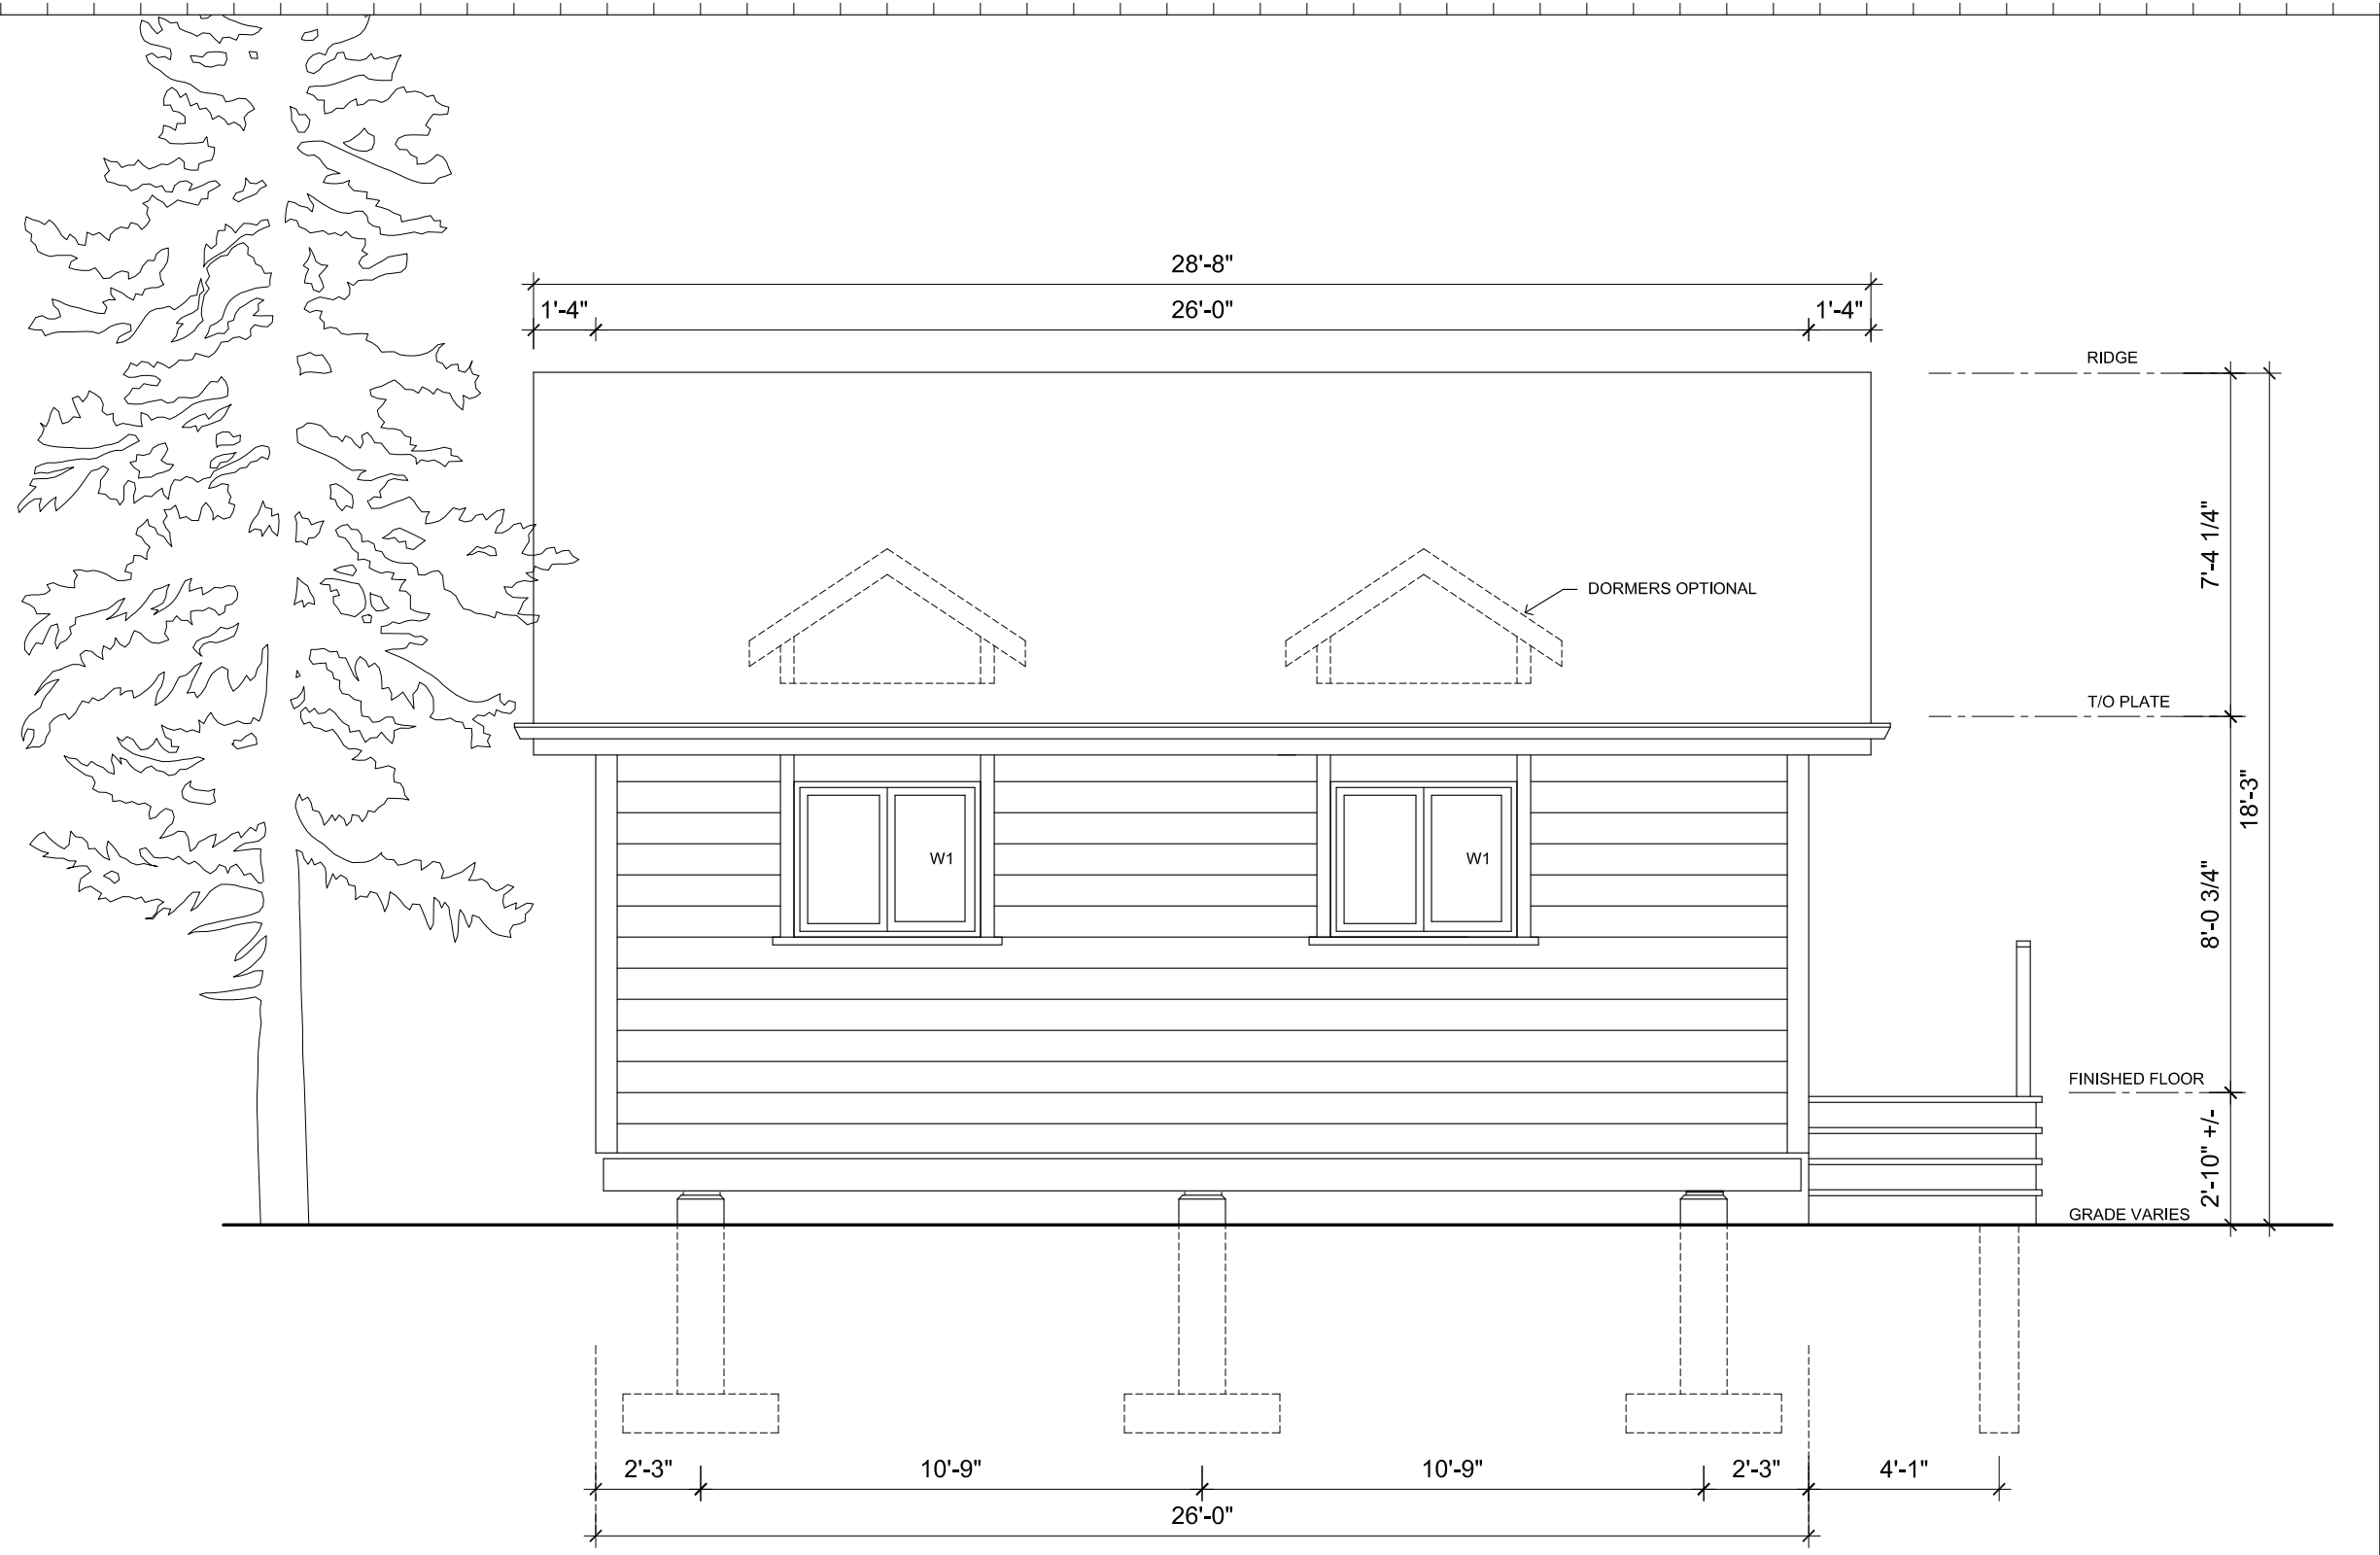 28'-8"
1'-4" 26'-0" 1'-4"
RIDGE
7'-4 1/4"
DORMERS OPTIONAL
T/O PLATE
18'-3"
W1 W1
8'-0 3/4"
FINISHED FLOOR
2'-10" +/-
GRADE VARIES
2'-3" 10'-9" 10'-9" 2'-3" 4'-1"
26'-0"